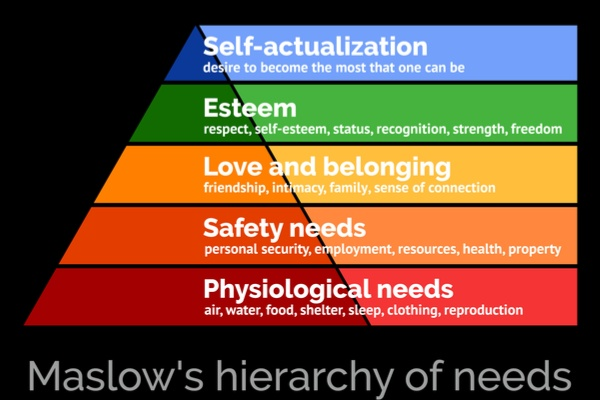 Self-actualization
desire to become the most that one can be
Esteem
respect, self-esteem, status, recognition, strength, freedom
Love and belonging
friendship, intimacy, family, sense of connection
Safety needs
personal security, employment, resources, health, property
Physiological needs
air, water, food, shelter, sleep, clothing, reproduction
Maslow's hierarchy of needs